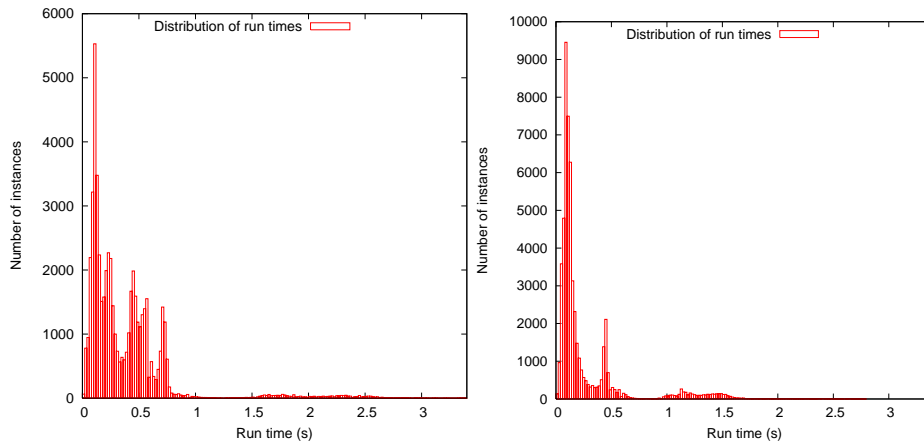 Distribution of run times
6000
5000
4000
3000
2000
1000
0
Number of instances
0 0.5 1 1.5 2 2.5 3
Run time (s)
Distribution of run times
10000
9000
8000
7000
6000
5000
4000
3000
2000
1000
0
Number of instances
0 0.5 1 1.5 2 2.5 3
Run time (s)